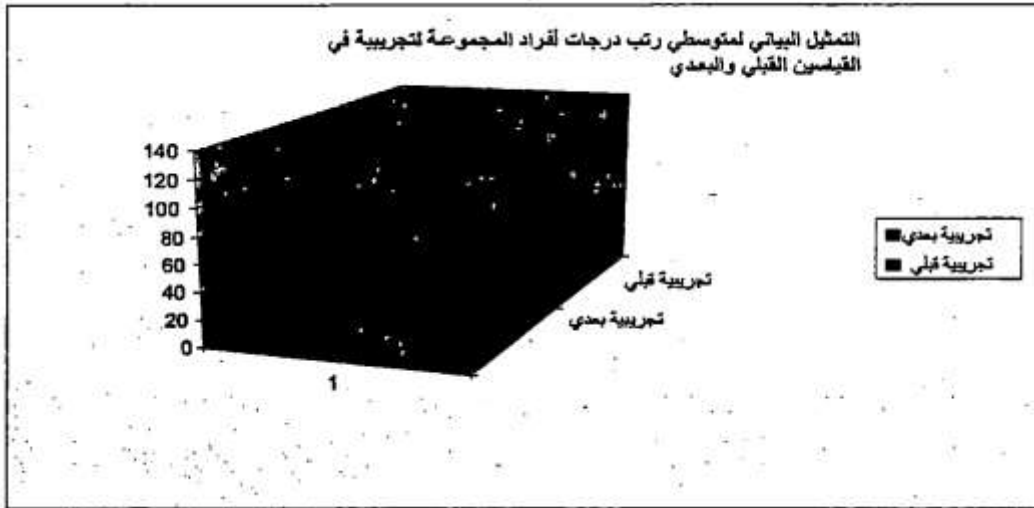 التمثيل البياني لمتوسطي رتب درجات أفراد المجموعة التجريبية في
القياسين القبلي والبعدي
140
120
100
80
60
40
20
0
1
تجريبية قبلي
تجريبية بعدي
تجريبية بعدي
تجريبية قبلي